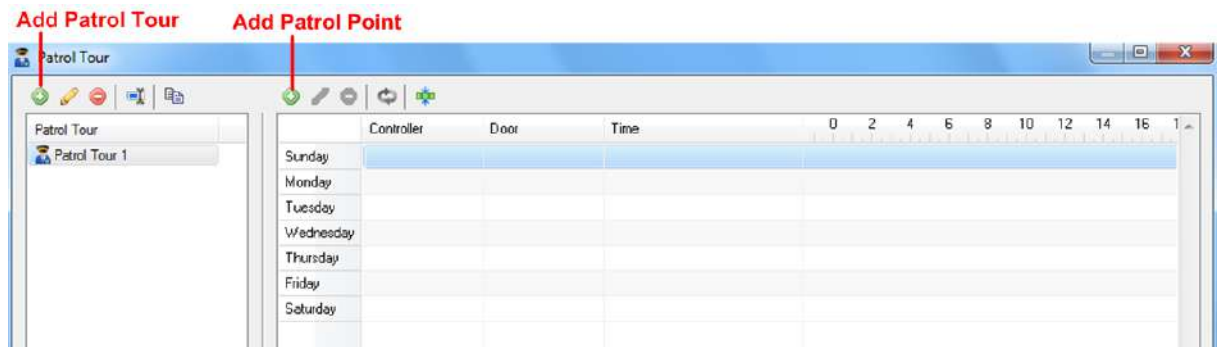 Add Patrol Tour Add Patrol Point
Patrol Tour
Patrol Tour
Patrol Tour 1
Controller Door Time 0 2 4 6 8 10 12 14 16 1
Sunday
Monday
Tuesday
Wednesday
Thursday
Friday
Saturday